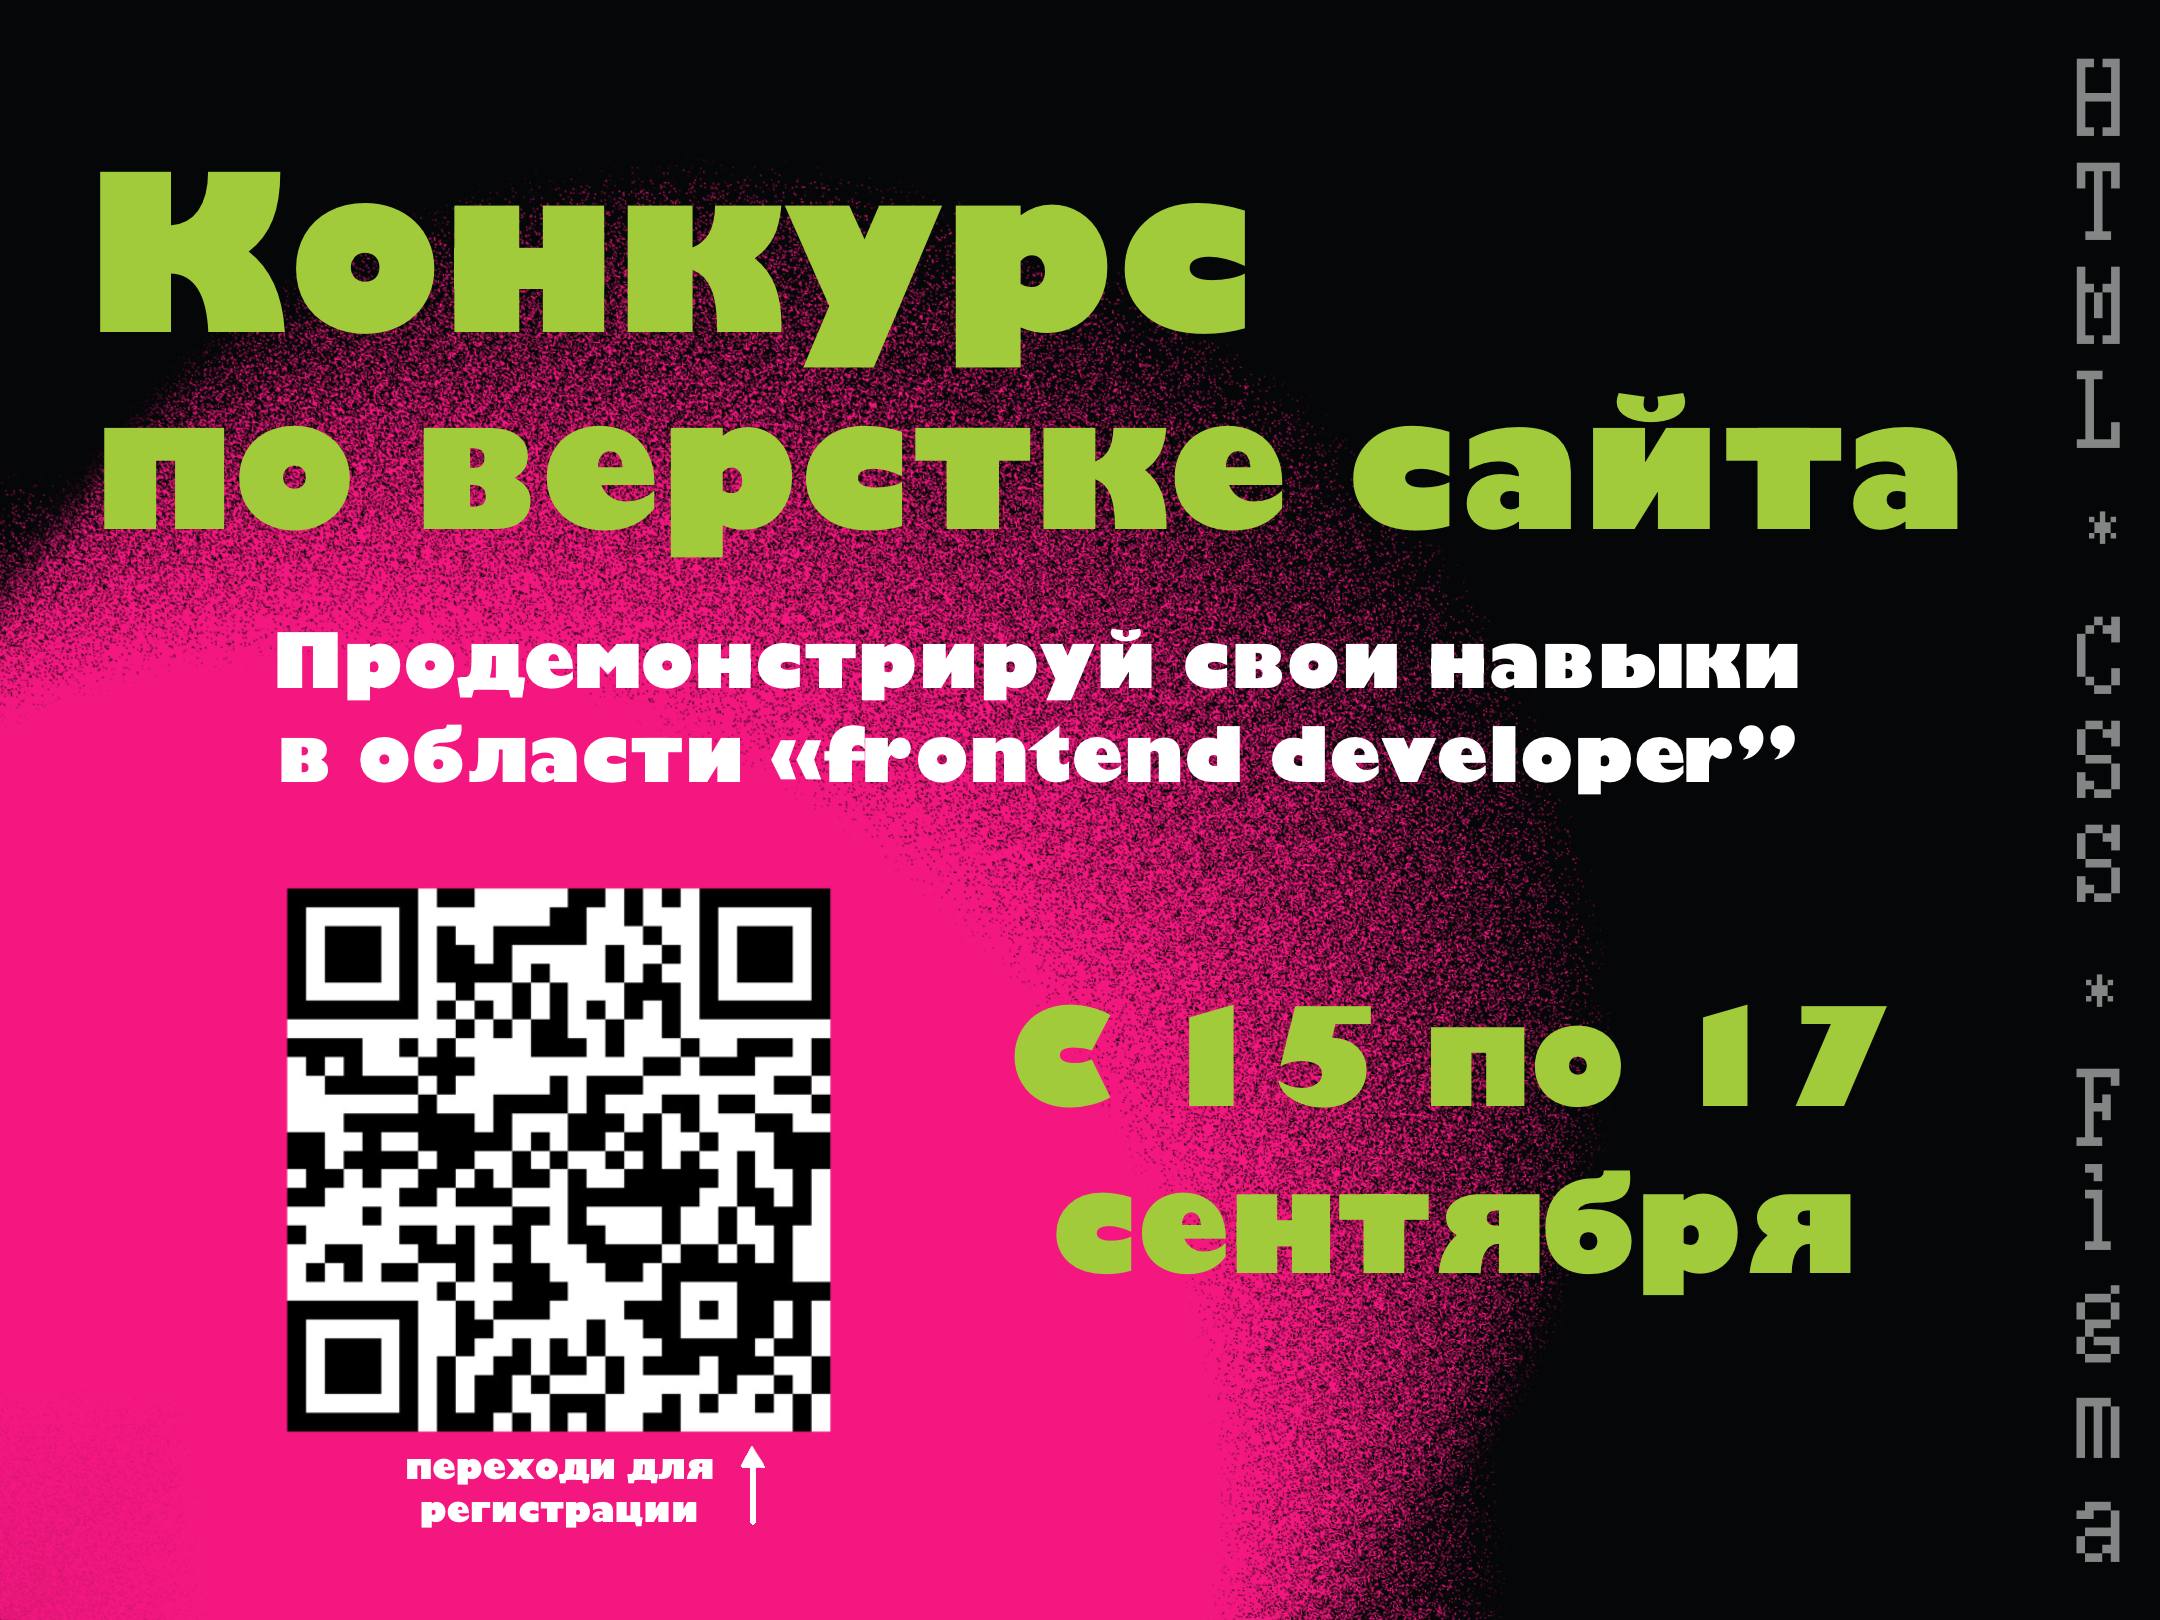 Конкурс
по верстке сайта
Продемонстрируй свои навыки
в области «frontend developer”
С 15 по 17
сентября
переходи для
регистрации
HTML * CSS * Figma